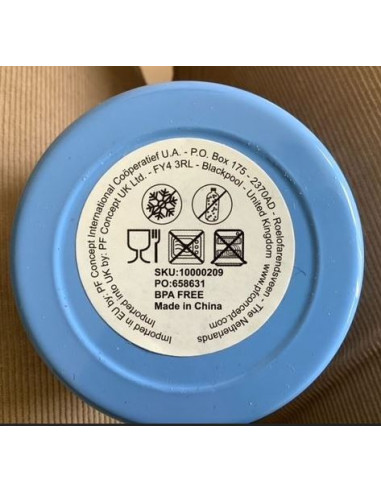 Imported in EU by: PF Concept International Coöperatief U.A. - P.O. Box 175 - 2370AD - Roelofarendsveen - The Netherlands
Imported into UK by: PF Concept UK Ltd. - FY4 3RL - Blackpool - United Kingdom www.pfconcept.com
SKU:10000209
PO:658631
BPA FREE
Made in China